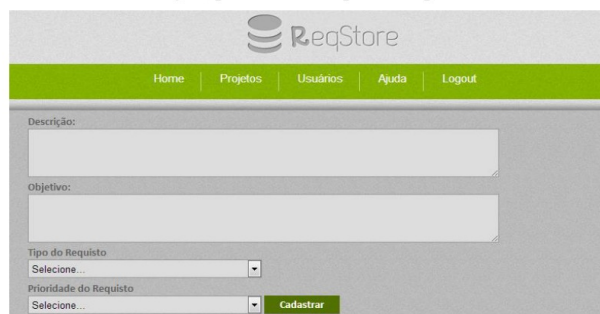 ReqStore
Home Projetos Usuários Ajuda Logout
Descrição:
Objetivo:
Tipo do Requisto
Selecione...
Prioridade do Requisto
Selecione... Cadastrar